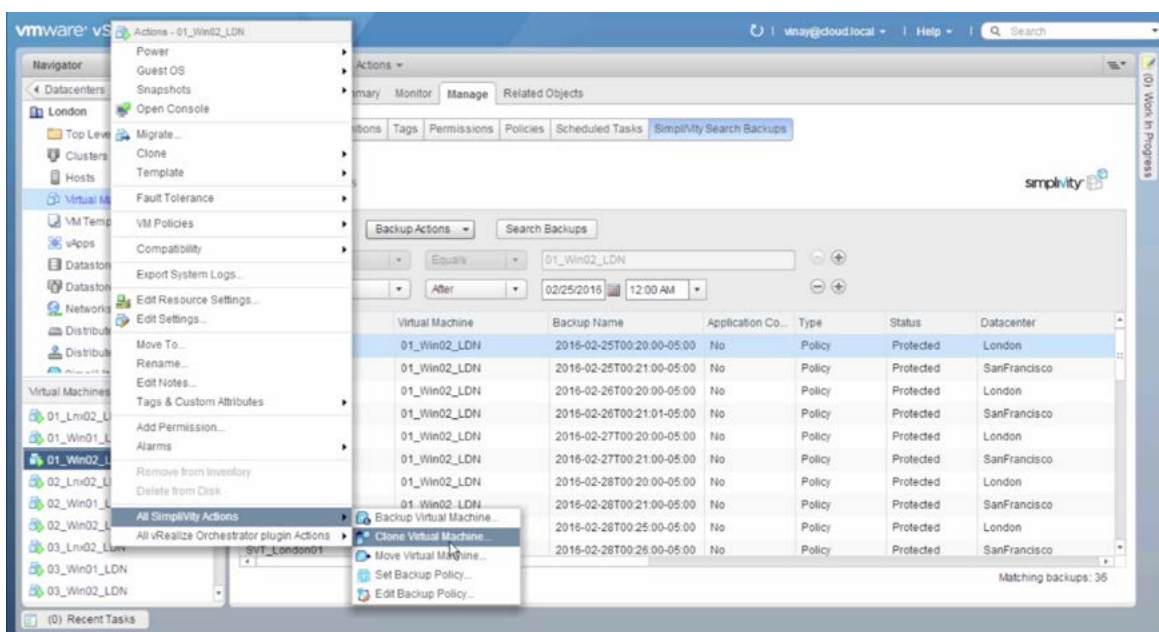 vmware vS
vinay@cloud.local
Help
Search
(0) Work In Progress
Navigator
Datacenters
London
Top Leve
Clusters
Hosts
Virtual Ma
VM Temp
vApps
Datastor
Datastor
Networks
Distribute
Distribute
Virtual Machines
01_Lnx02_L
01_Win01_L
01_Win02_L
02_Lnx02_L
02_Win01_L
02_Win02_L
03_Lnx02_LDN
03_Win01_LDN
03_Win02_LDN
Actions - 01_Win02_LDN
Power
Guest OS
Snapshots
Open Console
Migrate...
Clone
Template
Fault Tolerance
VM Policies
Compatibility
Export System Logs...
Edit Resource Settings...
Edit Settings...
Move To...
Rename...
Edit Notes...
Tags & Custom Attributes
Add Permission...
Alarms
Remove from Inventory
Delete from Disk
All SimpliVity Actions
All vRealize Orchestrator plugin Actions
Backup Virtual Machine...
Clone Virtual Machine...
Move Virtual Machine...
Set Backup Policy...
Edit Backup Policy...
Actions
mmary Monitor Manage Related Objects
nitions Tags Permissions Policies Scheduled Tasks SimpliVity Search Backups
simplivity
Backup Actions Search Backups
Equals 01_Win02_LDN
After 02/25/2016 12:00 AM
Virtual Machine Backup Name Application Co... Type Status Datacenter
01_Win02_LDN 2016-02-25T00:20:00-05:00 No Policy Protected London
01_Win02_LDN 2016-02-25T00:21:00-05:00 No Policy Protected SanFrancisco
01_Win02_LDN 2016-02-26T00:20:00-05:00 No Policy Protected London
01_Win02_LDN 2016-02-26T00:21:01-05:00 No Policy Protected SanFrancisco
01_Win02_LDN 2016-02-27T00:20:00-05:00 No Policy Protected London
01_Win02_LDN 2016-02-27T00:21:00-05:00 No Policy Protected SanFrancisco
01_Win02_LDN 2016-02-28T00:20:00-05:00 No Policy Protected London
01_Win02_LDN 2016-02-28T00:21:00-05:00 No Policy Protected SanFrancisco
2016-02-28T00:25:00-05:00 No Policy Protected London
SVT_London01 2016-02-28T00:26:00-05:00 No Policy Protected SanFrancisco
Matching backups: 36
(0) Recent Tasks